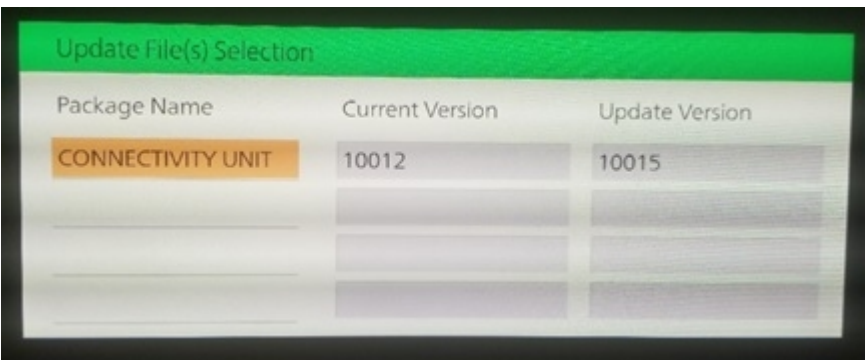 Update File(s) Selection
Package Name Current Version Update Version
CONNECTIVITY UNIT 10012 10015